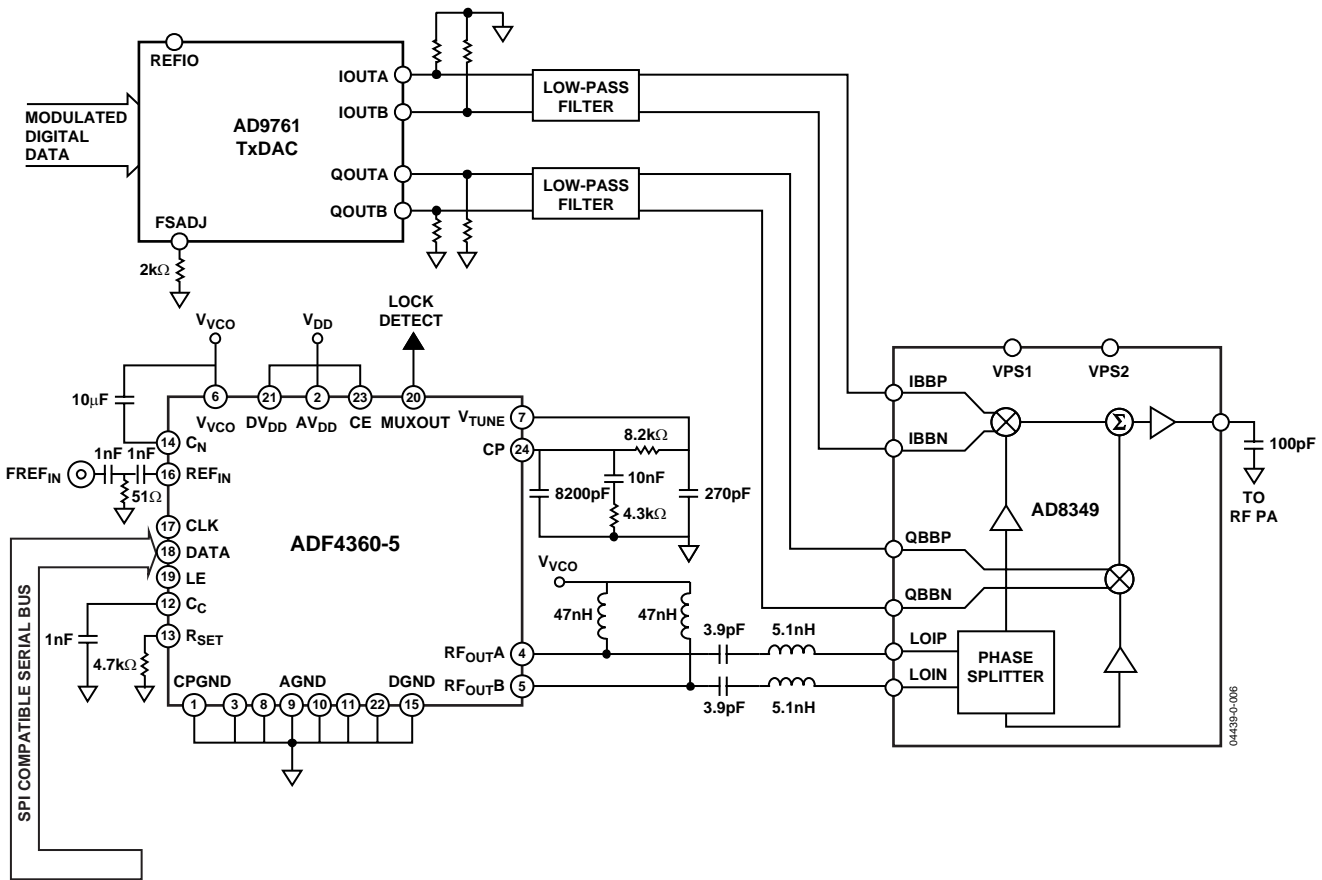 REFIO
IOUTA
IOUTB
QOUTA
QOUTB
AD9761
TxDAC
MODULATED
DIGITAL
DATA
FSADJ
2kΩ
LOW-PASS
FILTER
LOW-PASS
FILTER
LOCK
DETECT
VVCO
VDD
10µF
6
21
2
23
20
VVCO
DVDD
AVDD
CE
MUXOUT
VTUNE
7
CP
24
14
CN
1nF
1nF
FREFIN
16
REFIN
51Ω
17
CLK
18
DATA
19
LE
12
CC
1nF
13
RSET
4.7kΩ
ADF4360-5
CPGND
AGND
DGND
1
3
8
9
10
11
22
15
RFOUTA
4
RFOUTB
5
8.2kΩ
10nF
8200pF
270pF
4.3kΩ
VVCO
47nH
47nH
3.9pF
5.1nH
3.9pF
5.1nH
SPI COMPATIBLE SERIAL BUS
VPS1
VPS2
IBBP
IBBN
Σ
AD8349
QBBP
QBBN
LOIP
LOIN
PHASE
SPLITTER
100pF
TO
RF PA
04439-0-006